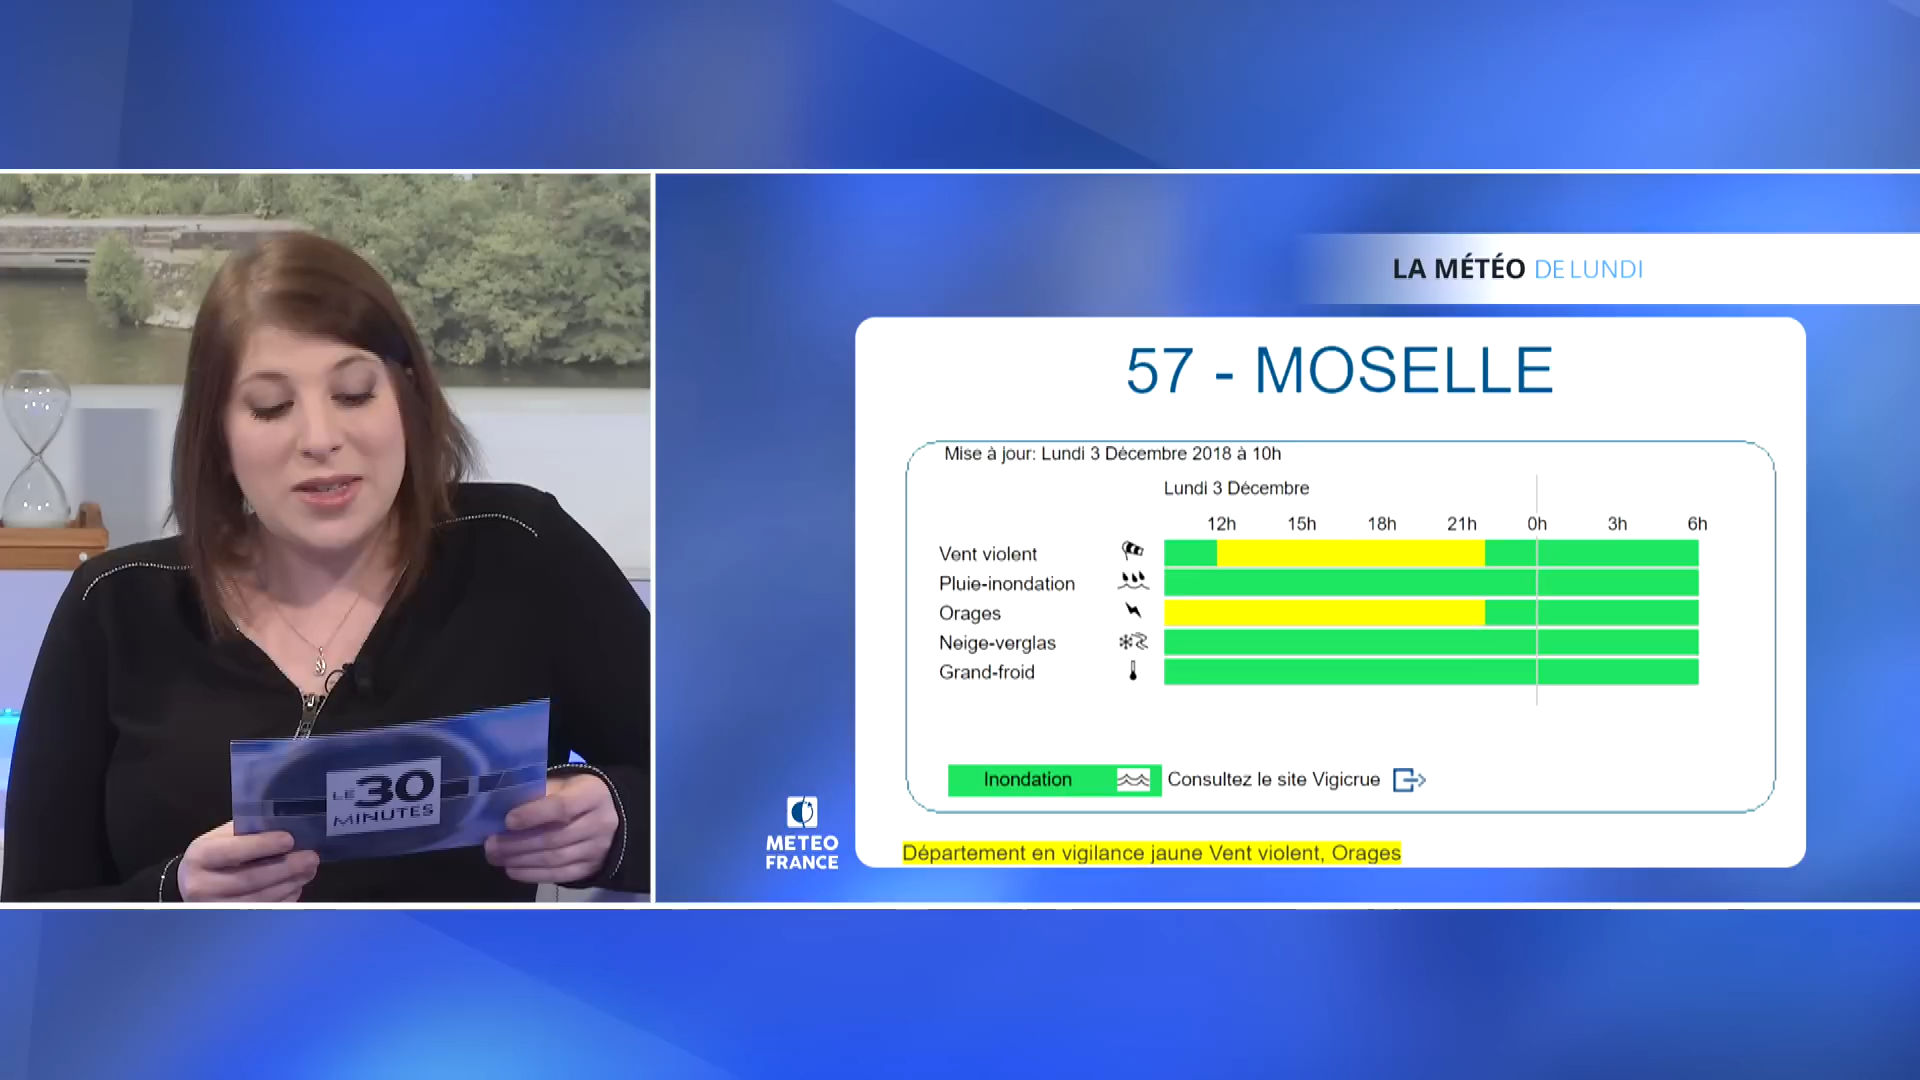 LA MÉTÉO DE LUNDI
57 - MOSELLE
Mise à jour: Lundi 3 Décembre 2018 à 10h
Lundi 3 Décembre
12h 15h 18h 21h 0h 3h 6h
Vent violent
Pluie-inondation
Orages
Neige-verglas
Grand-froid
Inondation Consultez le site Vigicrue
Département en vigilance jaune Vent violent, Orages
METEO
FRANCE
LE 30
MINUTES